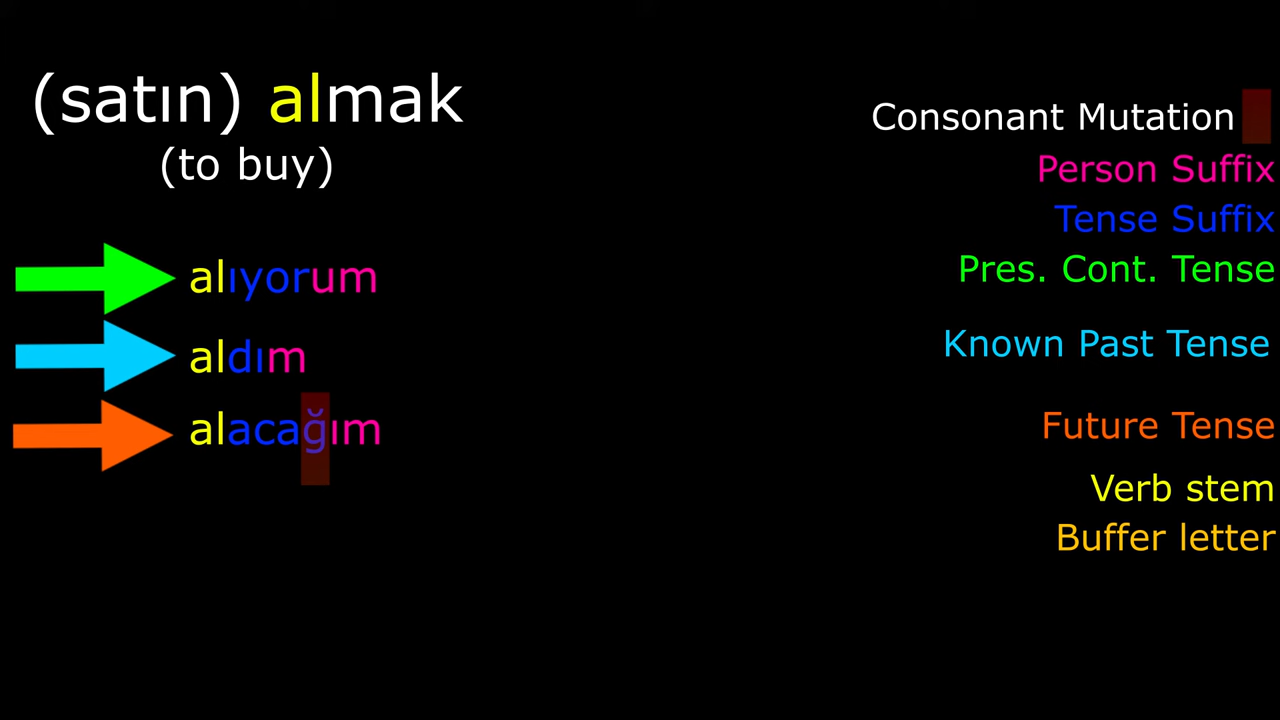 (satın) almak
(to buy)
alıyorum
aldım
alacağım
Consonant Mutation
Person Suffix
Tense Suffix
Pres. Cont. Tense
Known Past Tense
Future Tense
Verb stem
Buffer letter